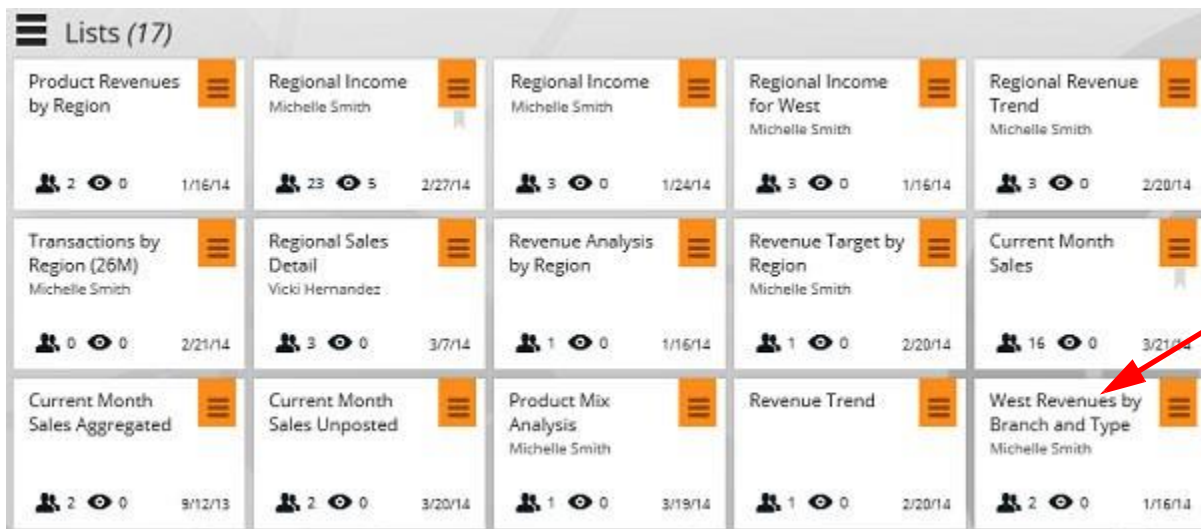 Lists (17)
Product Revenues
by Region
2 0 1/16/14
Regional Income
Michelle Smith
23 5 2/27/14
Regional Income
Michelle Smith
3 0 1/24/14
Regional Income
for West
Michelle Smith
3 0 1/16/14
Regional Revenue
Trend
Michelle Smith
3 0 2/20/14
Transactions by
Region (26M)
Michelle Smith
0 0 2/21/14
Regional Sales
Detail
Vicki Hernandez
3 0 3/7/14
Revenue Analysis
by Region
1 0 1/16/14
Revenue Target by
Region
Michelle Smith
1 0 2/20/14
Current Month
Sales
16 0 3/21/14
Current Month
Sales Aggregated
2 0 9/12/13
Current Month
Sales Unposted
2 0 3/20/14
Product Mix
Analysis
Michelle Smith
1 0 3/19/14
Revenue Trend
1 0 2/20/14
West Revenues by
Branch and Type
Michelle Smith
2 0 1/16/14